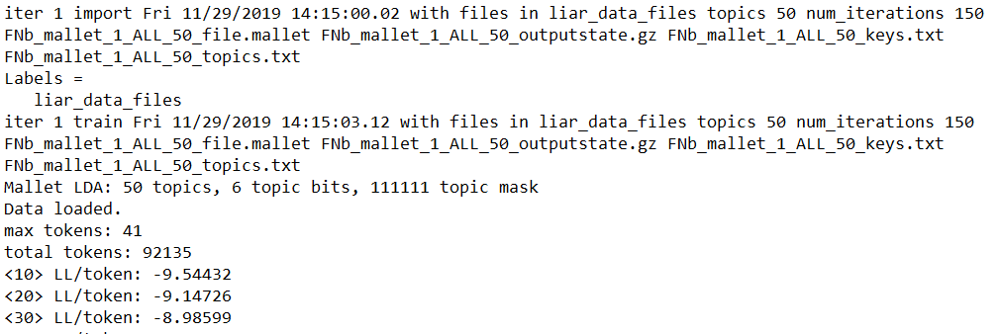 iter 1 import Fri 11/29/2019 14:15:00.02 with files in liar_data_files topics 50 num_iterations 150
FNb_mallet_1_ALL_50_file.mallet FNb_mallet_1_ALL_50_outputstate.gz FNb_mallet_1_ALL_50_keys.txt
FNb_mallet_1_ALL_50_topics.txt
Labels =
   liar_data_files
iter 1 train Fri 11/29/2019 14:15:03.12 with files in liar_data_files topics 50 num_iterations 150
FNb_mallet_1_ALL_50_file.mallet FNb_mallet_1_ALL_50_outputstate.gz FNb_mallet_1_ALL_50_keys.txt
FNb_mallet_1_ALL_50_topics.txt
Mallet LDA: 50 topics, 6 topic bits, 111111 topic mask
Data loaded.
max tokens: 41
total tokens: 92135
<10> LL/token: -9.54432
<20> LL/token: -9.14726
<30> LL/token: -8.98599